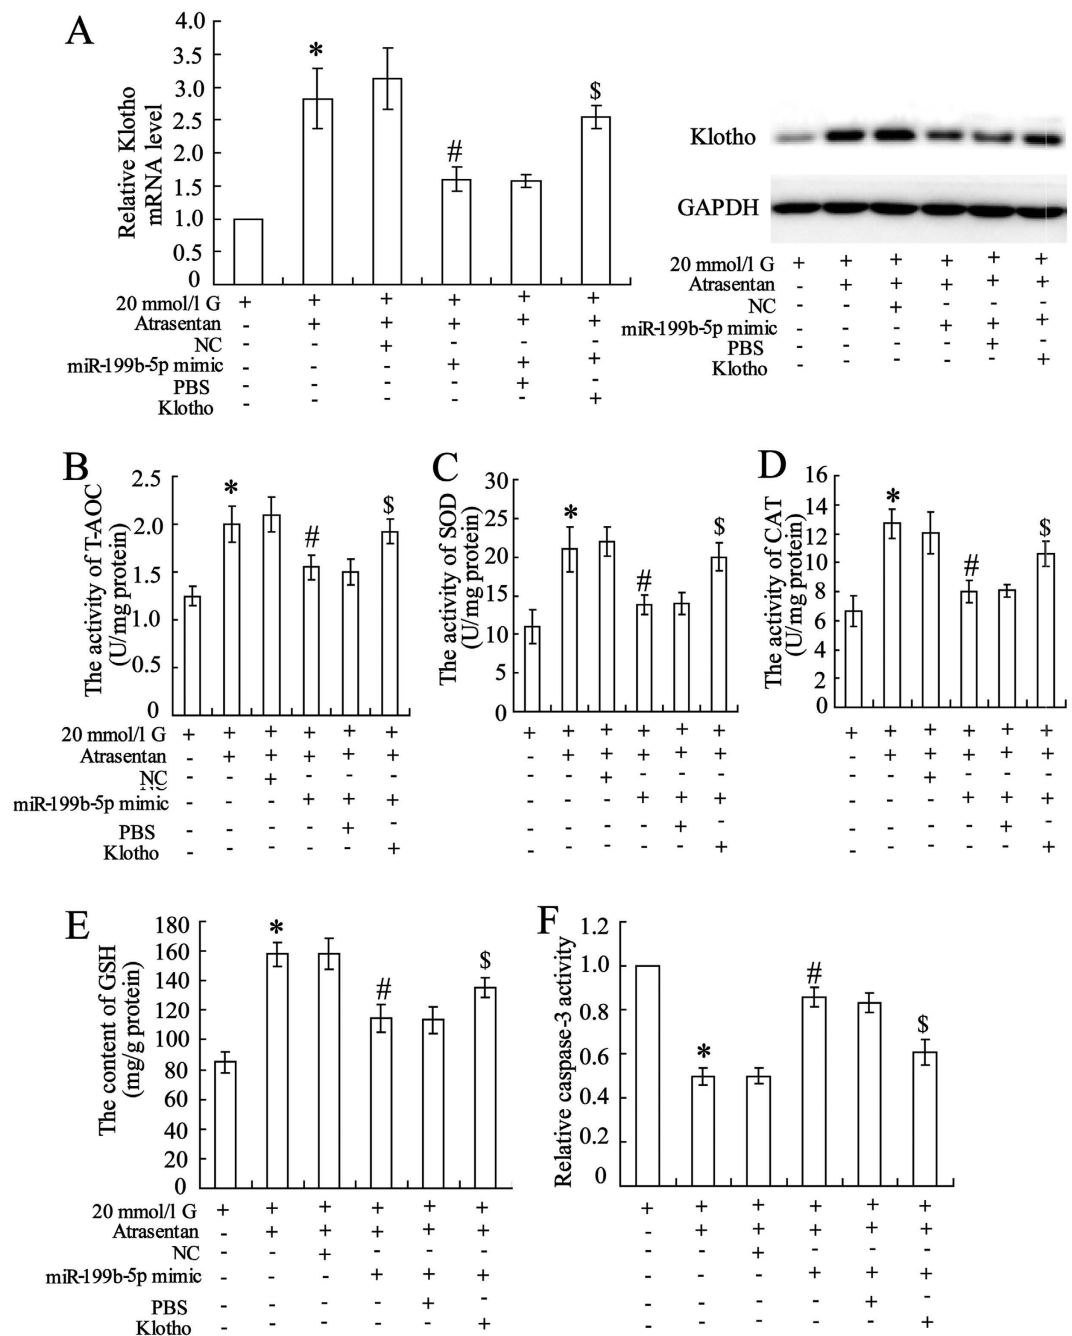 A
4.0
3.5
3.0
2.5
2.0
1.5
1.0
0.5
0
Relative Klotho
mRNA level
*
#
$
20 mmol/l G + + + + + +
Atrasentan - + + + + +
NC - - + - - -
miR-199b-5p mimic - - - + + +
PBS - - - - + -
Klotho - - - - - +
Klotho
GAPDH
20 mmol/l G + + + + + +
Atrasentan - + + + + +
NC - - + - - -
miR-199b-5p mimic - - - + + +
PBS - - - - + -
Klotho - - - - - +
B
2.5
2.0
1.5
1.0
0.5
0
The activity of T-AOC
(U/mg protein)
*
#
$
20 mmol/l G + + + + + +
Atrasentan - + + + + +
NC - - + - - -
miR-199b-5p mimic - - - + + +
PBS - - - - + -
Klotho - - - - - +
C
30
25
20
15
10
5
0
The activity of SOD
(U/mg protein)
*
#
$
+ + + + + +
- + + + + +
- - + - - -
- - - + + +
- - - - + -
- - - - - +
D
16
14
12
10
8
6
4
2
0
The activity of CAT
(U/mg protein)
*
#
$
+ + + + + +
- + + + + +
- - + - - -
- - - + + +
- - - - + -
- - - - - +
E
180
160
140
120
100
80
60
40
20
0
The content of GSH
(mg/g protein)
*
#
$
20 mmol/l G + + + + + +
Atrasentan - + + + + +
NC - - + - - -
miR-199b-5p mimic - - - + + +
PBS - - - - + -
Klotho - - - - - +
F
1.2
1.0
0.8
0.6
0.4
0.2
0
Relative caspase-3 activity
*
#
$
+ + + + + +
- + + + + +
- - + - - -
- - - + + +
- - - - + -
- - - - - +